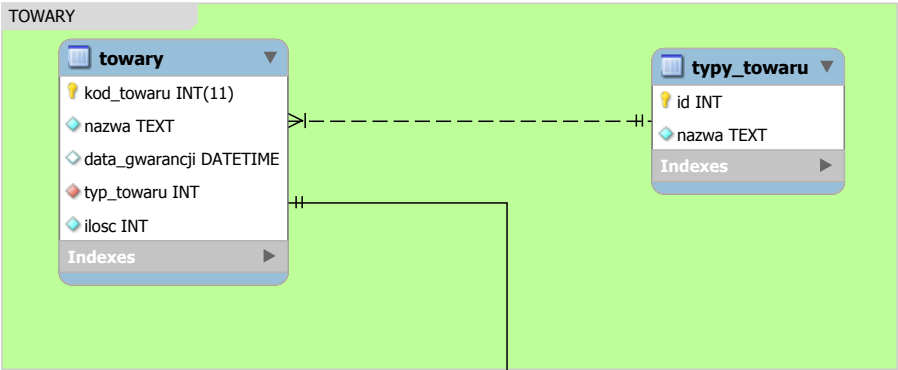 TOWARY
towary
kod_towaru INT(11)
nazwa TEXT
data_gwarancji DATETIME
typ_towaru INT
ilosc INT
Indexes
typy_towaru
id INT
nazwa TEXT
Indexes